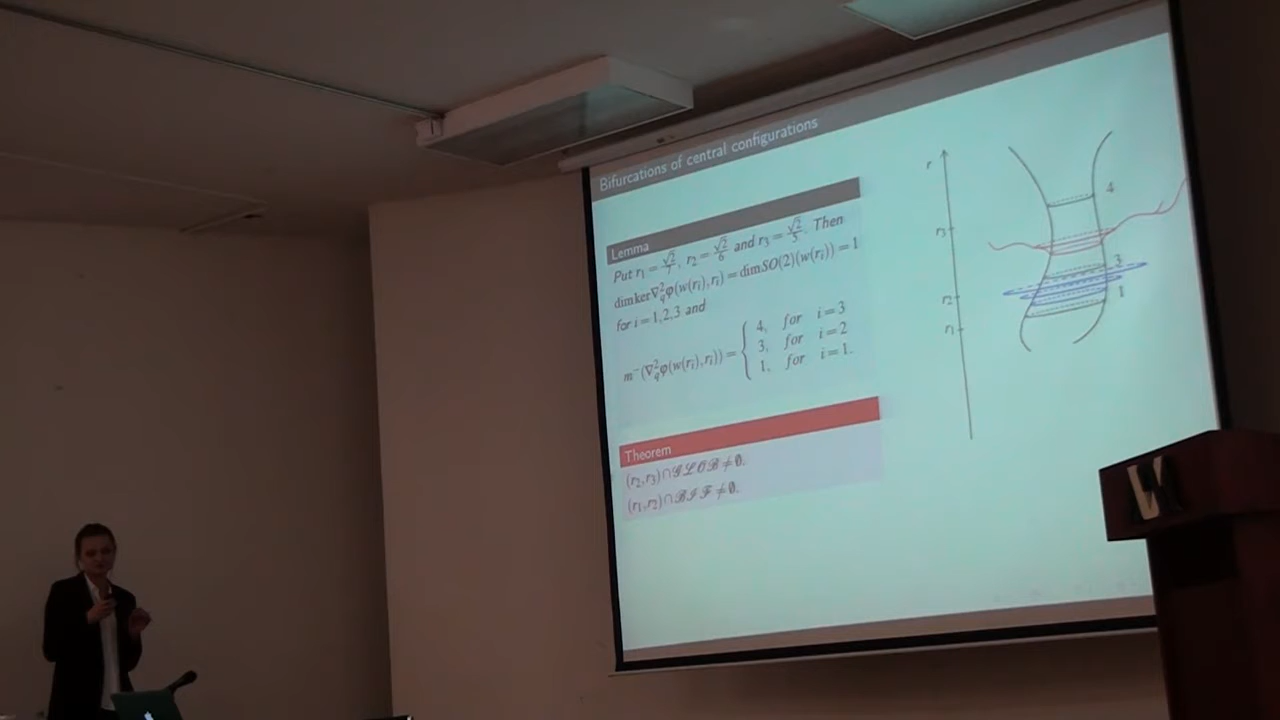 Bifurcations of central configurations
Lemma
Put r₁ = √2/7, r₂ = √2/6 and r₃ = √2/5. Then
dim ker ∇²_q φ(w(rᵢ), rᵢ) = dim SO(2)(w(rᵢ)) = 1
for i = 1,2,3 and
m⁻(∇²_q φ(w(rᵢ), rᵢ)) = {
4, for i = 3
3, for i = 2
1, for i = 1.
Theorem
(r₂, r₃) ∩ 𝒢ℒ𝒪ℬ ≠ ∅.
(r₁, r₂) ∩ ℬℐℱ ≠ ∅.
r
4
r₃
3
r₂
1
r₁